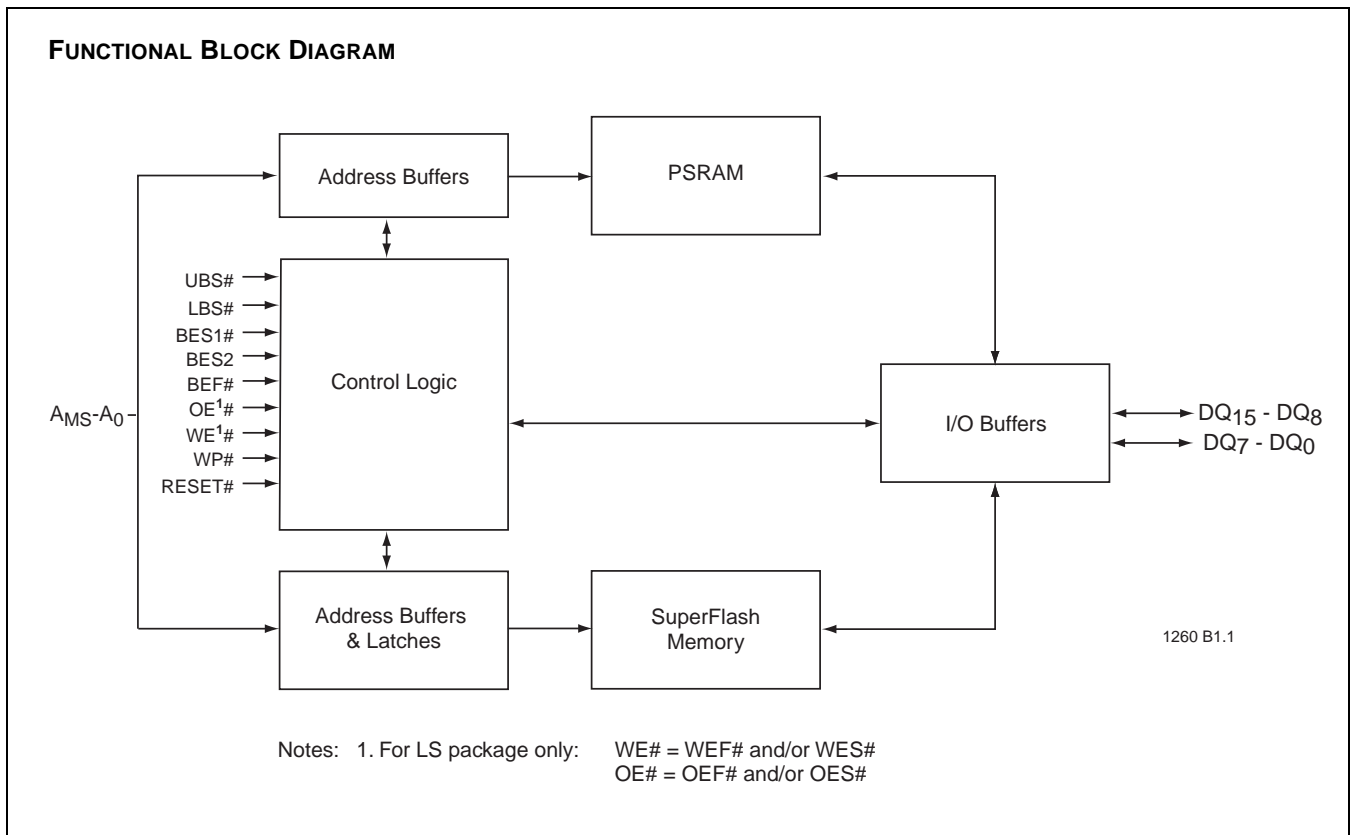 FUNCTIONAL BLOCK DIAGRAM
Address Buffers
PSRAM
UBS#
LBS#
BES1#
BES2
BEF#
OE¹#
WE¹#
WP#
RESET#
Control Logic
AMS-A0
I/O Buffers
DQ15 - DQ8
DQ7 - DQ0
Address Buffers
& Latches
SuperFlash
Memory
1260 B1.1
Notes: 1. For LS package only: WE# = WEF# and/or WES#
OE# = OEF# and/or OES#